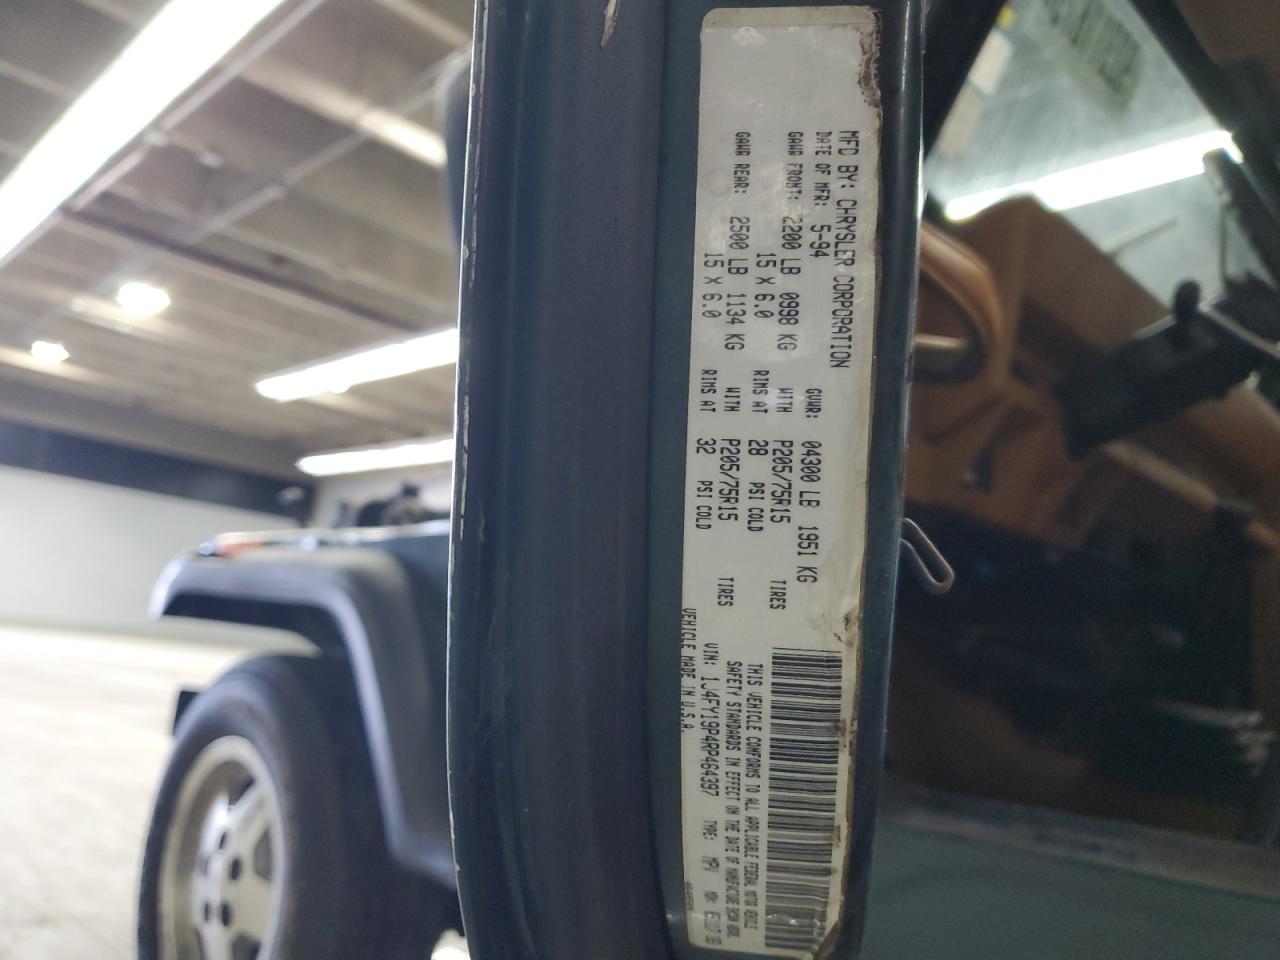 MFD BY: CHRYSLER CORPORATION
DATE OF MFR: 5-94 GVWR: 04300 LB 1951 KG
GAWR FRONT: 2200 LB 0998 KG WITH P205/75R15 TIRES
15 X 6.0 RIMS AT 28 PSI COLD
GAWR REAR: 2500 LB 1134 KG WITH P205/75R15 TIRES
15 X 6.0 RIMS AT 32 PSI COLD
THIS VEHICLE CONFORMS TO ALL APPLICABLE FEDERAL MOTOR VEHICLE
SAFETY STANDARDS IN EFFECT ON THE DATE OF MANUFACTURE SHOWN ABOVE.
VIN: 1J4FY19P4RP464397 TYPE: MPV
VEHICLE MADE IN U.S.A.